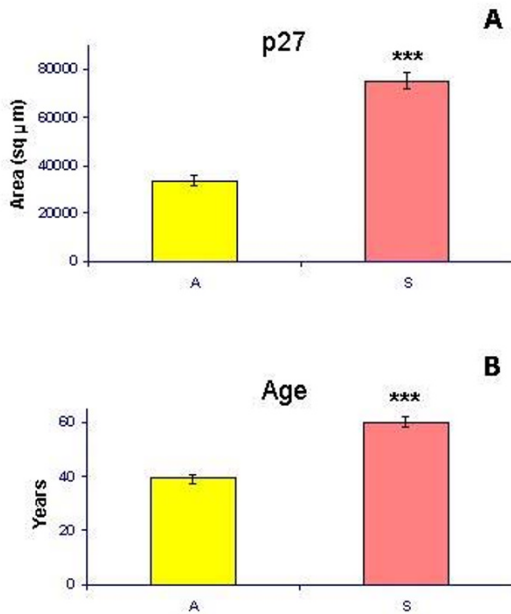 A
p27
***
80000
60000
40000
20000
0
Area (sq µm)
A S
B
Age
***
60
40
20
0
Years
A S